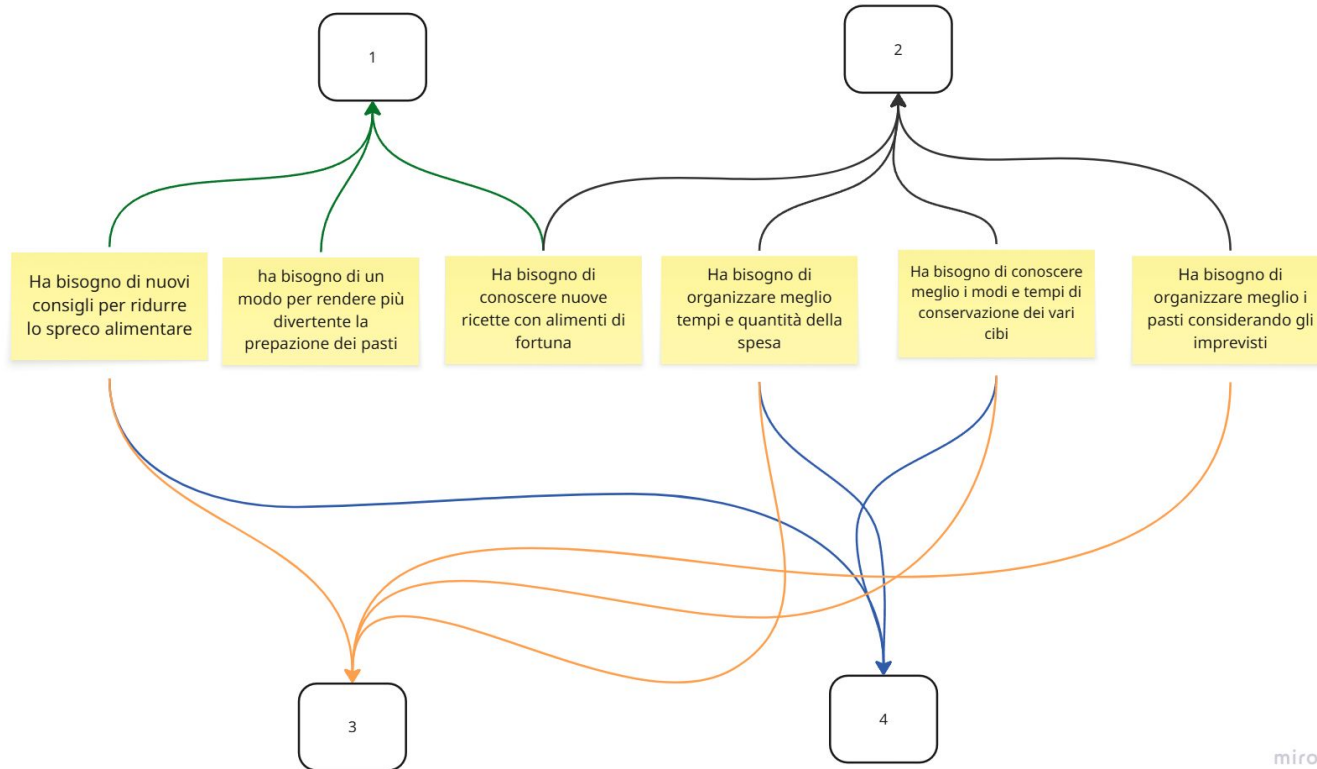 1
2
Ha bisogno di nuovi
consigli per ridurre
lo spreco alimentare
ha bisogno di un
modo per rendere più
divertente la
prepazione dei pasti
Ha bisogno di
conoscere nuove
ricette con alimenti di
fortuna
Ha bisogno di
organizzare meglio
tempi e quantità della
spesa
Ha bisogno di conoscere
meglio i modi e tempi di
conservazione dei vari
cibi
Ha bisogno di
organizzare meglio i
pasti considerando gli
imprevisti
3
4
miro